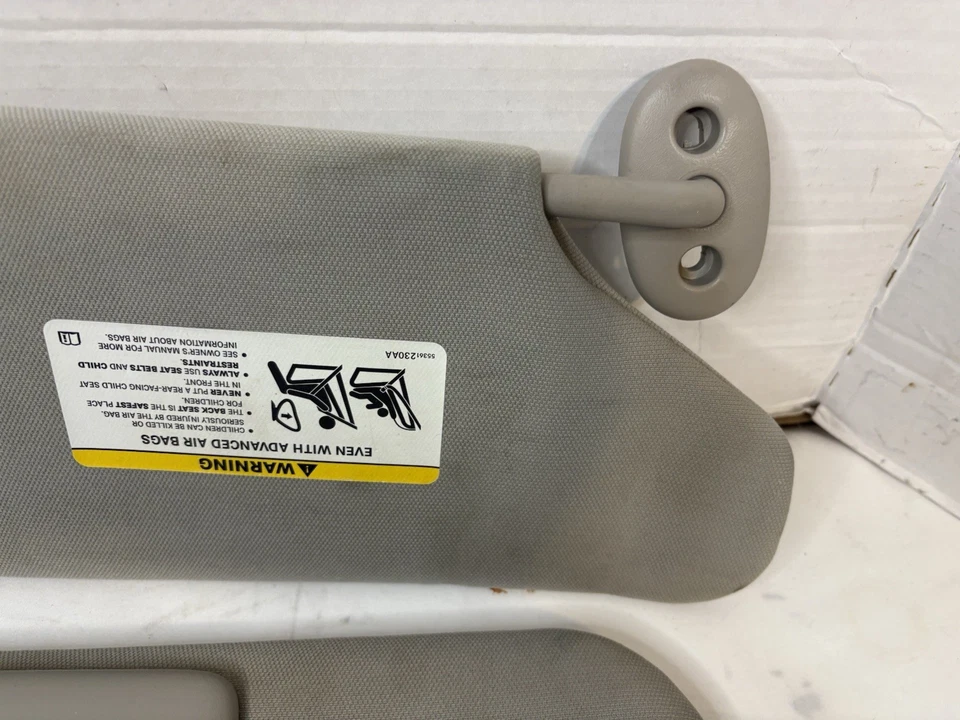 WARNING
EVEN WITH ADVANCED AIR BAGS
• CHILDREN CAN BE KILLED OR
SERIOUSLY INJURED BY THE AIR BAG.
• THE BACK SEAT IS THE SAFEST PLACE
FOR CHILDREN.
• NEVER PUT A REAR-FACING CHILD SEAT
IN THE FRONT.
• ALWAYS USE SEAT BELTS AND CHILD
RESTRAINTS.
• SEE OWNER'S MANUAL FOR MORE
INFORMATION ABOUT AIR BAGS.
55361230AA